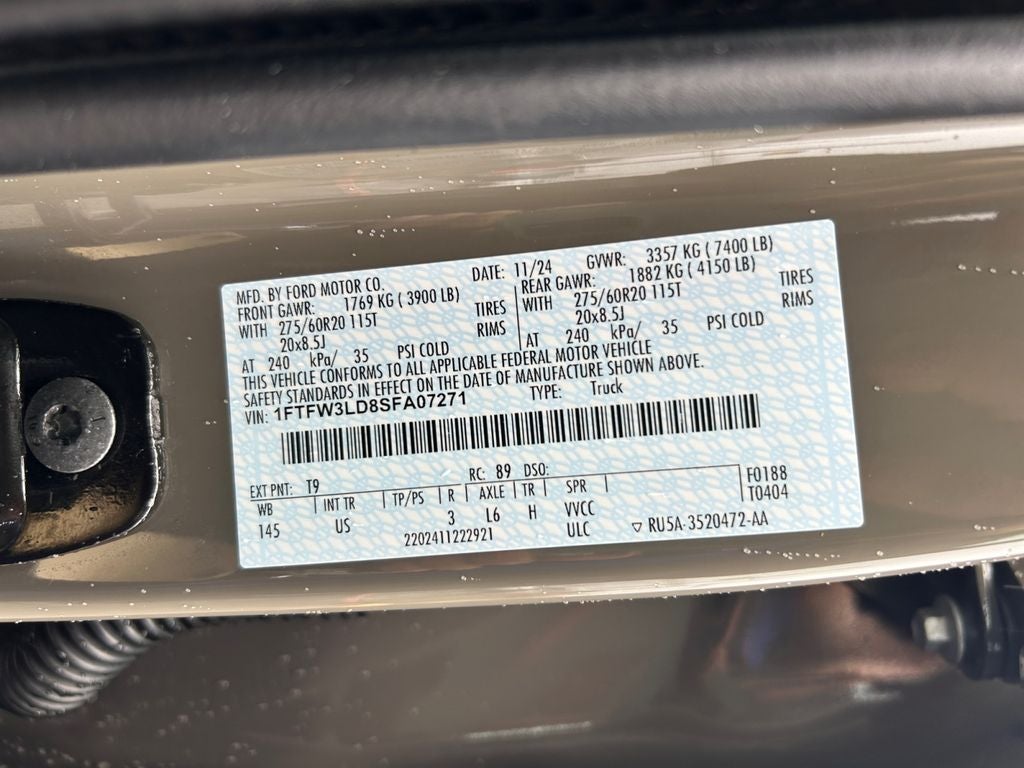 MFD. BY FORD MOTOR CO. DATE: 11/24 GVWR: 3357 KG ( 7400 LB)
FRONT GAWR: 1769 KG ( 3900 LB) REAR GAWR: 1882 KG ( 4150 LB)
WITH 275/60R20 115T TIRES WITH 275/60R20 115T TIRES
20x8.5J RIMS 20x8.5J RIMS
AT 240 kPa/ 35 PSI COLD AT 240 kPa/ 35 PSI COLD
THIS VEHICLE CONFORMS TO ALL APPLICABLE FEDERAL MOTOR VEHICLE
SAFETY STANDARDS IN EFFECT ON THE DATE OF MANUFACTURE SHOWN ABOVE.
VIN: 1FTFW3LD8SFA07271 TYPE: Truck
EXT PNT: T9 RC: 89 DSO:
WB INT TR TP/PS R AXLE TR SPR F0188
145 US 3 L6 H VVCC T0404
2202411222921 ULC ▽ RU5A-3520472-AA